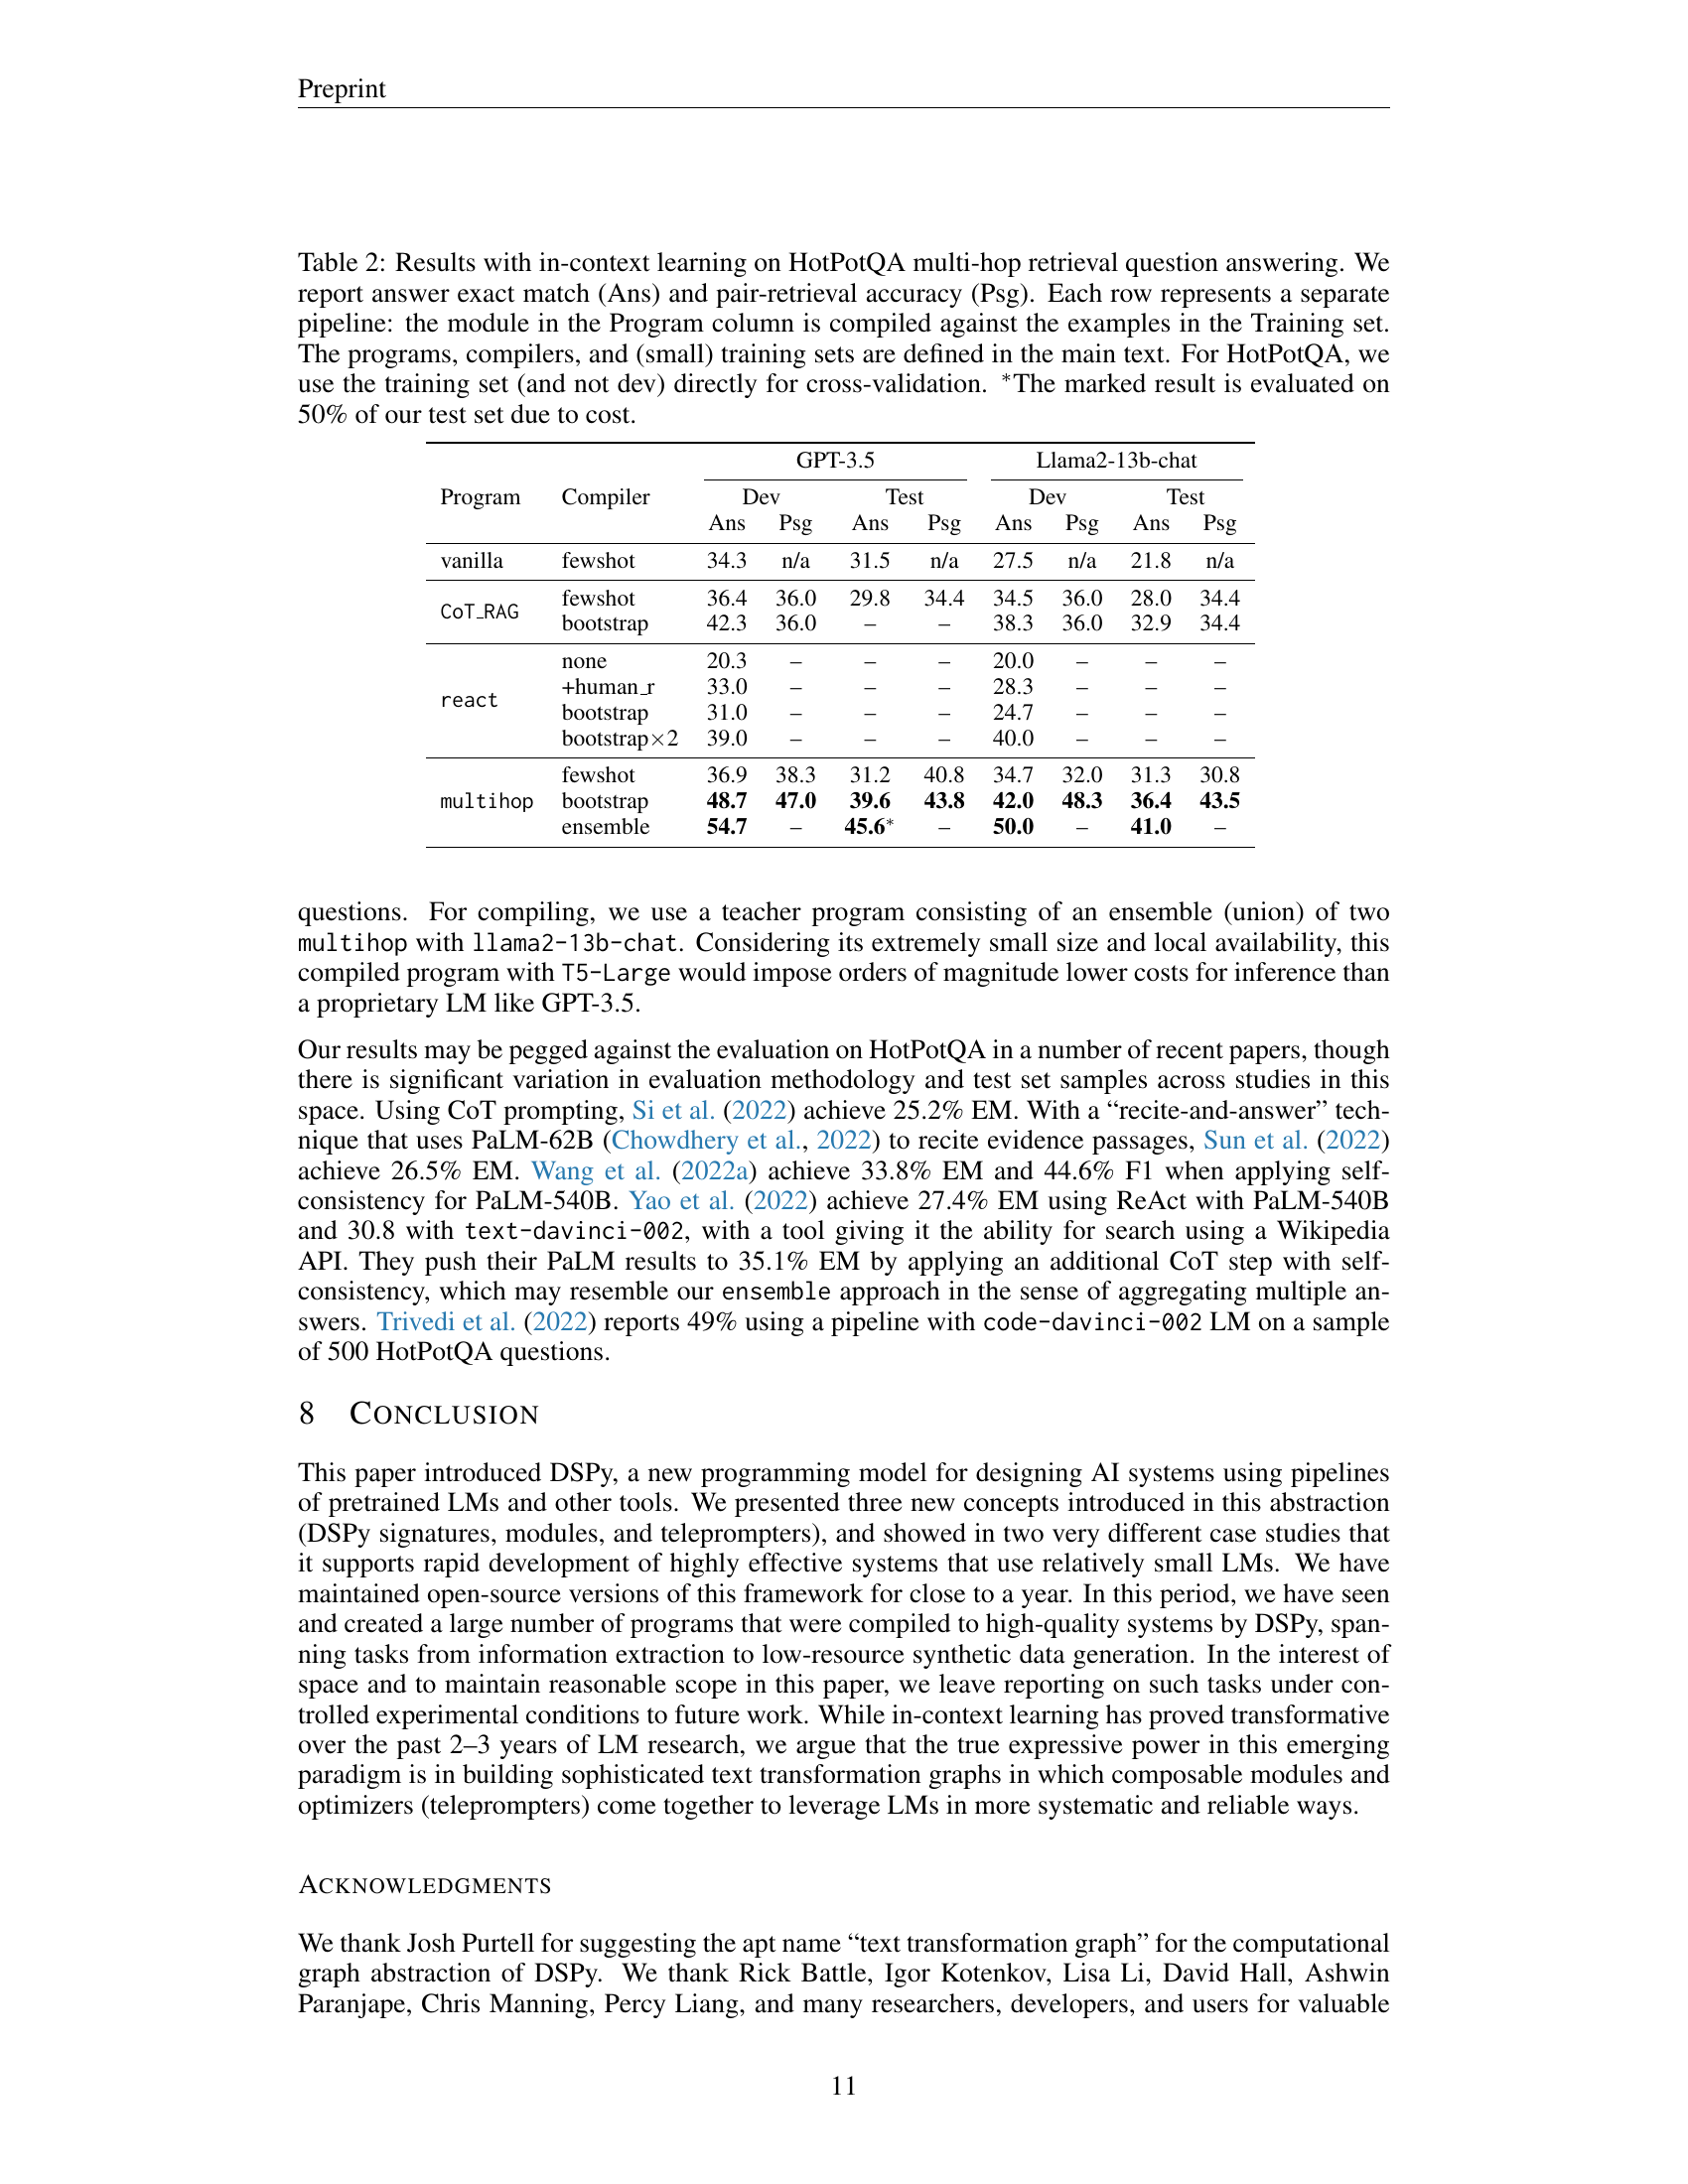 Preprint
Table 2: Results with in-context learning on HotPotQA multi-hop retrieval question answering. We
report answer exact match (Ans) and pair-retrieval accuracy (Psg). Each row represents a separate
pipeline: the module in the Program column is compiled against the examples in the Training set.
The programs, compilers, and (small) training sets are defined in the main text. For HotPotQA, we
use the training set (and not dev) directly for cross-validation. *The marked result is evaluated on
50% of our test set due to cost.
GPT-3.5 Llama2-13b-chat
Program Compiler Dev Test Dev Test
Ans Psg Ans Psg Ans Psg Ans Psg
vanilla fewshot 34.3 n/a 31.5 n/a 27.5 n/a 21.8 n/a
CoT_RAG
fewshot 36.4 36.0 29.8 34.4 34.5 36.0 28.0 34.4
bootstrap 42.3 36.0 – – 38.3 36.0 32.9 34.4
react
none 20.3 – – – 20.0 – – –
+human_r 33.0 – – – 28.3 – – –
bootstrap 31.0 – – – 24.7 – – –
bootstrap×2 39.0 – – – 40.0 – – –
multihop
fewshot 36.9 38.3 31.2 40.8 34.7 32.0 31.3 30.8
bootstrap 48.7 47.0 39.6 43.8 42.0 48.3 36.4 43.5
ensemble 54.7 – 45.6* – 50.0 – 41.0 –
questions. For compiling, we use a teacher program consisting of an ensemble (union) of two
multihop with llama2-13b-chat. Considering its extremely small size and local availability, this
compiled program with T5-Large would impose orders of magnitude lower costs for inference than
a proprietary LM like GPT-3.5.
Our results may be pegged against the evaluation on HotPotQA in a number of recent papers, though
there is significant variation in evaluation methodology and test set samples across studies in this
space. Using CoT prompting, Si et al. (2022) achieve 25.2% EM. With a “recite-and-answer” tech-
nique that uses PaLM-62B (Chowdhery et al., 2022) to recite evidence passages, Sun et al. (2022)
achieve 26.5% EM. Wang et al. (2022a) achieve 33.8% EM and 44.6% F1 when applying self-
consistency for PaLM-540B. Yao et al. (2022) achieve 27.4% EM using ReAct with PaLM-540B
and 30.8 with text-davinci-002, with a tool giving it the ability for search using a Wikipedia
API. They push their PaLM results to 35.1% EM by applying an additional CoT step with self-
consistency, which may resemble our ensemble approach in the sense of aggregating multiple an-
swers. Trivedi et al. (2022) reports 49% using a pipeline with code-davinci-002 LM on a sample
of 500 HotPotQA questions.
8 CONCLUSION
This paper introduced DSPy, a new programming model for designing AI systems using pipelines
of pretrained LMs and other tools. We presented three new concepts introduced in this abstraction
(DSPy signatures, modules, and teleprompters), and showed in two very different case studies that
it supports rapid development of highly effective systems that use relatively small LMs. We have
maintained open-source versions of this framework for close to a year. In this period, we have seen
and created a large number of programs that were compiled to high-quality systems by DSPy, span-
ning tasks from information extraction to low-resource synthetic data generation. In the interest of
space and to maintain reasonable scope in this paper, we leave reporting on such tasks under con-
trolled experimental conditions to future work. While in-context learning has proved transformative
over the past 2–3 years of LM research, we argue that the true expressive power in this emerging
paradigm is in building sophisticated text transformation graphs in which composable modules and
optimizers (teleprompters) come together to leverage LMs in more systematic and reliable ways.
ACKNOWLEDGMENTS
We thank Josh Purtell for suggesting the apt name “text transformation graph” for the computational
graph abstraction of DSPy. We thank Rick Battle, Igor Kotenkov, Lisa Li, David Hall, Ashwin
Paranjape, Chris Manning, Percy Liang, and many researchers, developers, and users for valuable
11